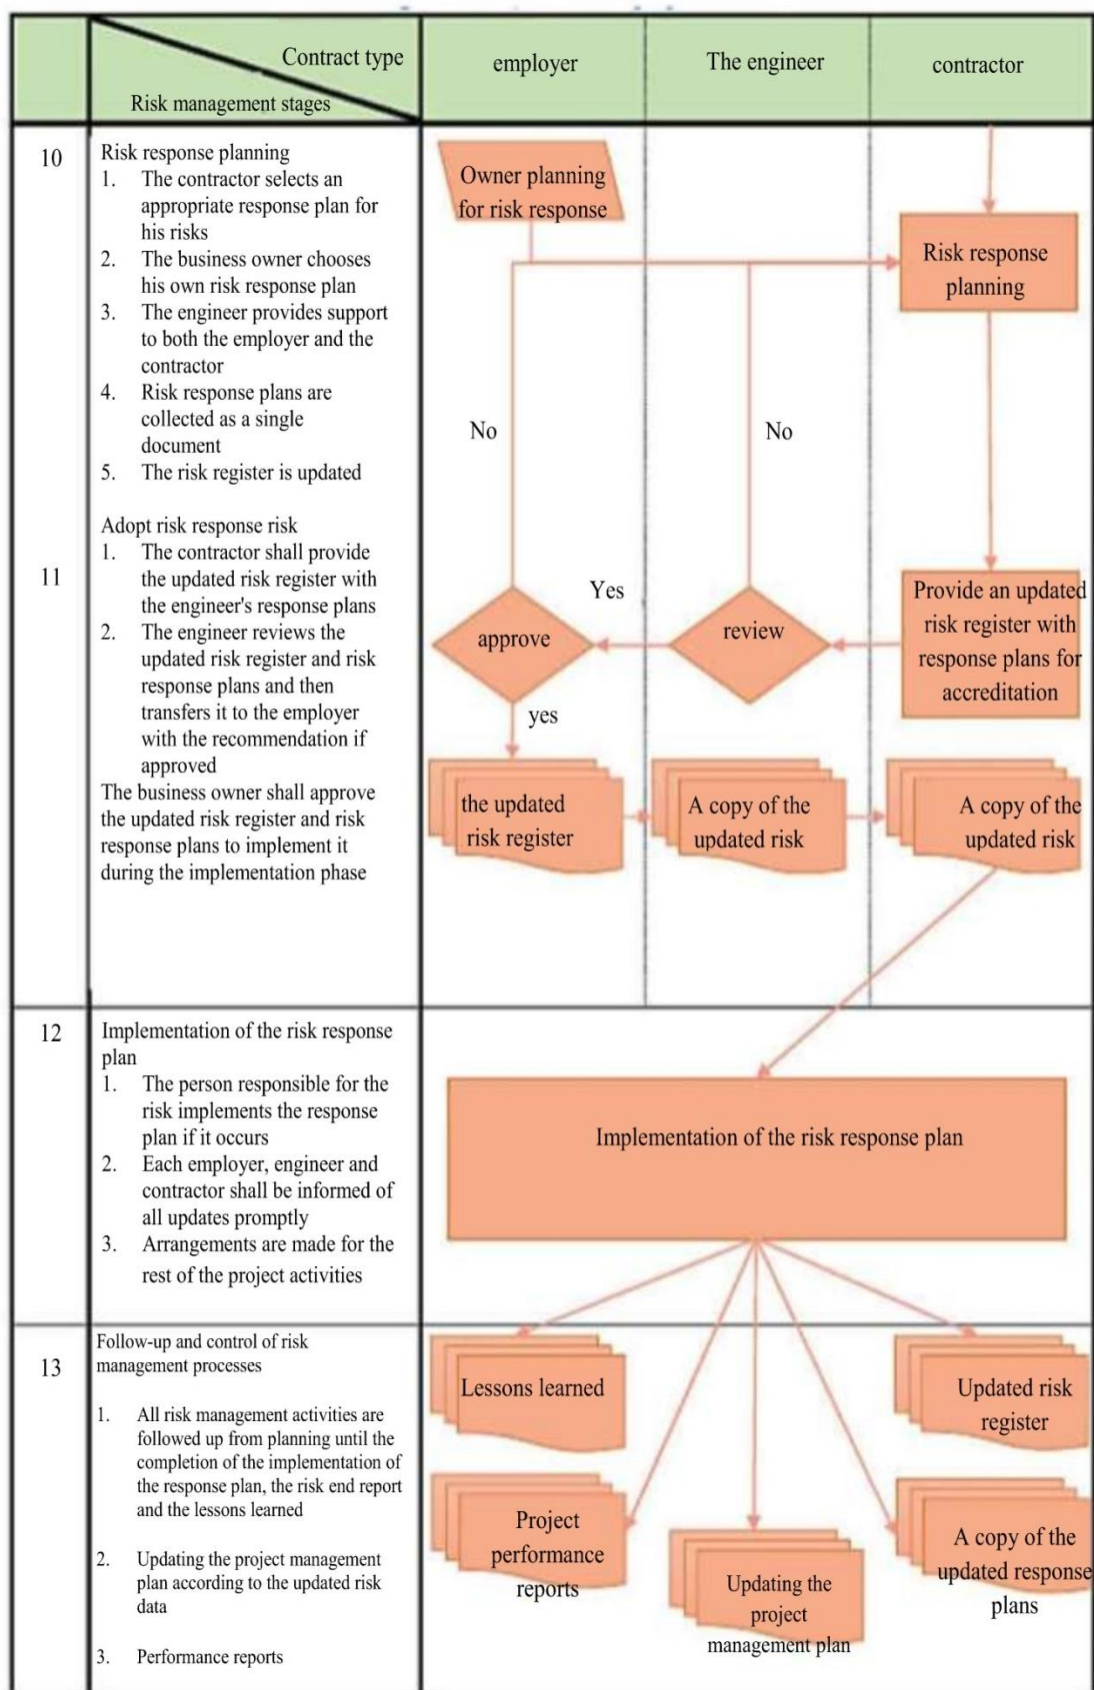 Contract type
Risk management stages
employer
The engineer
contractor
10
Risk response planning
1. The contractor selects an
appropriate response plan for
his risks
2. The business owner chooses
his own risk response plan
3. The engineer provides support
to both the employer and the
contractor
4. Risk response plans are
collected as a single
document
5. The risk register is updated
Owner planning
for risk response
Risk response
planning
No
No
11
Adopt risk response risk
1. The contractor shall provide
the updated risk register with
the engineer's response plans
2. The engineer reviews the
updated risk register and risk
response plans and then
transfers it to the employer
with the recommendation if
approved
The business owner shall approve
the updated risk register and risk
response plans to implement it
during the implementation phase
approve
Yes
review
Provide an updated
risk register with
response plans for
accreditation
yes
the updated
risk register
A copy of the
updated risk
A copy of the
updated risk
12
Implementation of the risk response
plan
1. The person responsible for the
risk implements the response
plan if it occurs
2. Each employer, engineer and
contractor shall be informed of
all updates promptly
3. Arrangements are made for the
rest of the project activities
Implementation of the risk response plan
13
Follow-up and control of risk
management processes
1. All risk management activities are
followed up from planning until the
completion of the implementation of
the response plan, the risk end report
and the lessons learned
2. Updating the project management
plan according to the updated risk
data
3. Performance reports
Lessons learned
Updated risk
register
Project
performance
reports
Updating the
project
management plan
A copy of the
updated response
plans